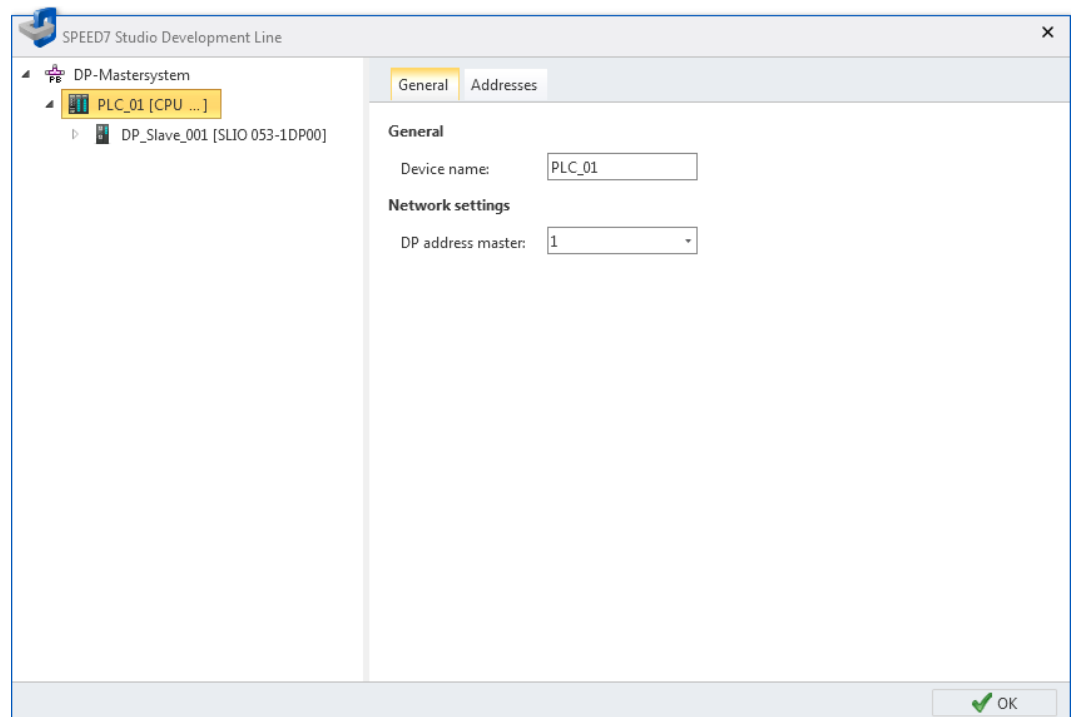 SPEED7 Studio Development Line
PB DP-Mastersystem
PLC_01 [CPU ...]
DP_Slave_001 [SLIO 053-1DP00]
General Addresses
General
Device name: PLC_01
Network settings
DP address master: 1
OK